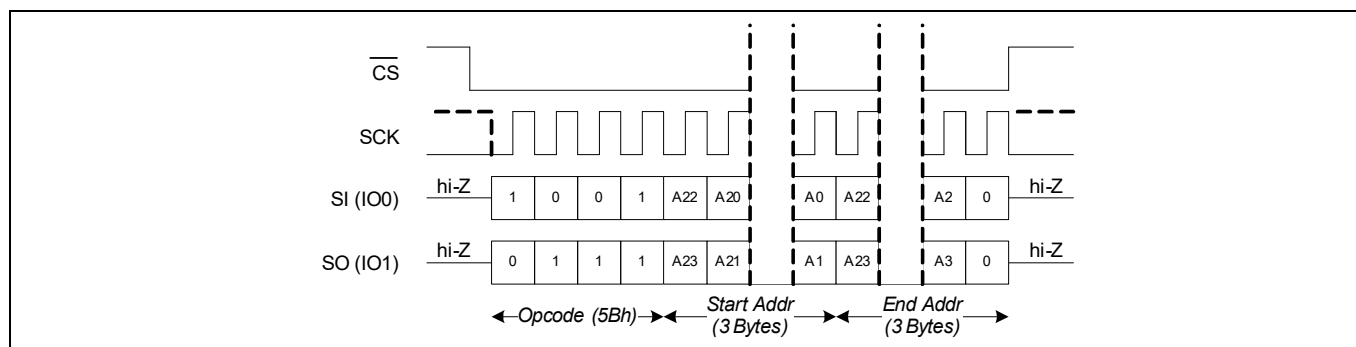 CS
SCK
hi-Z hi-Z
SI (IO0) 1 0 0 1 A22 A20 A0 A22 A2 0
hi-Z hi-Z
SO (IO1) 0 1 1 1 A23 A21 A1 A23 A3 0
Opcode (5Bh) Start Addr (3 Bytes) End Addr (3 Bytes)